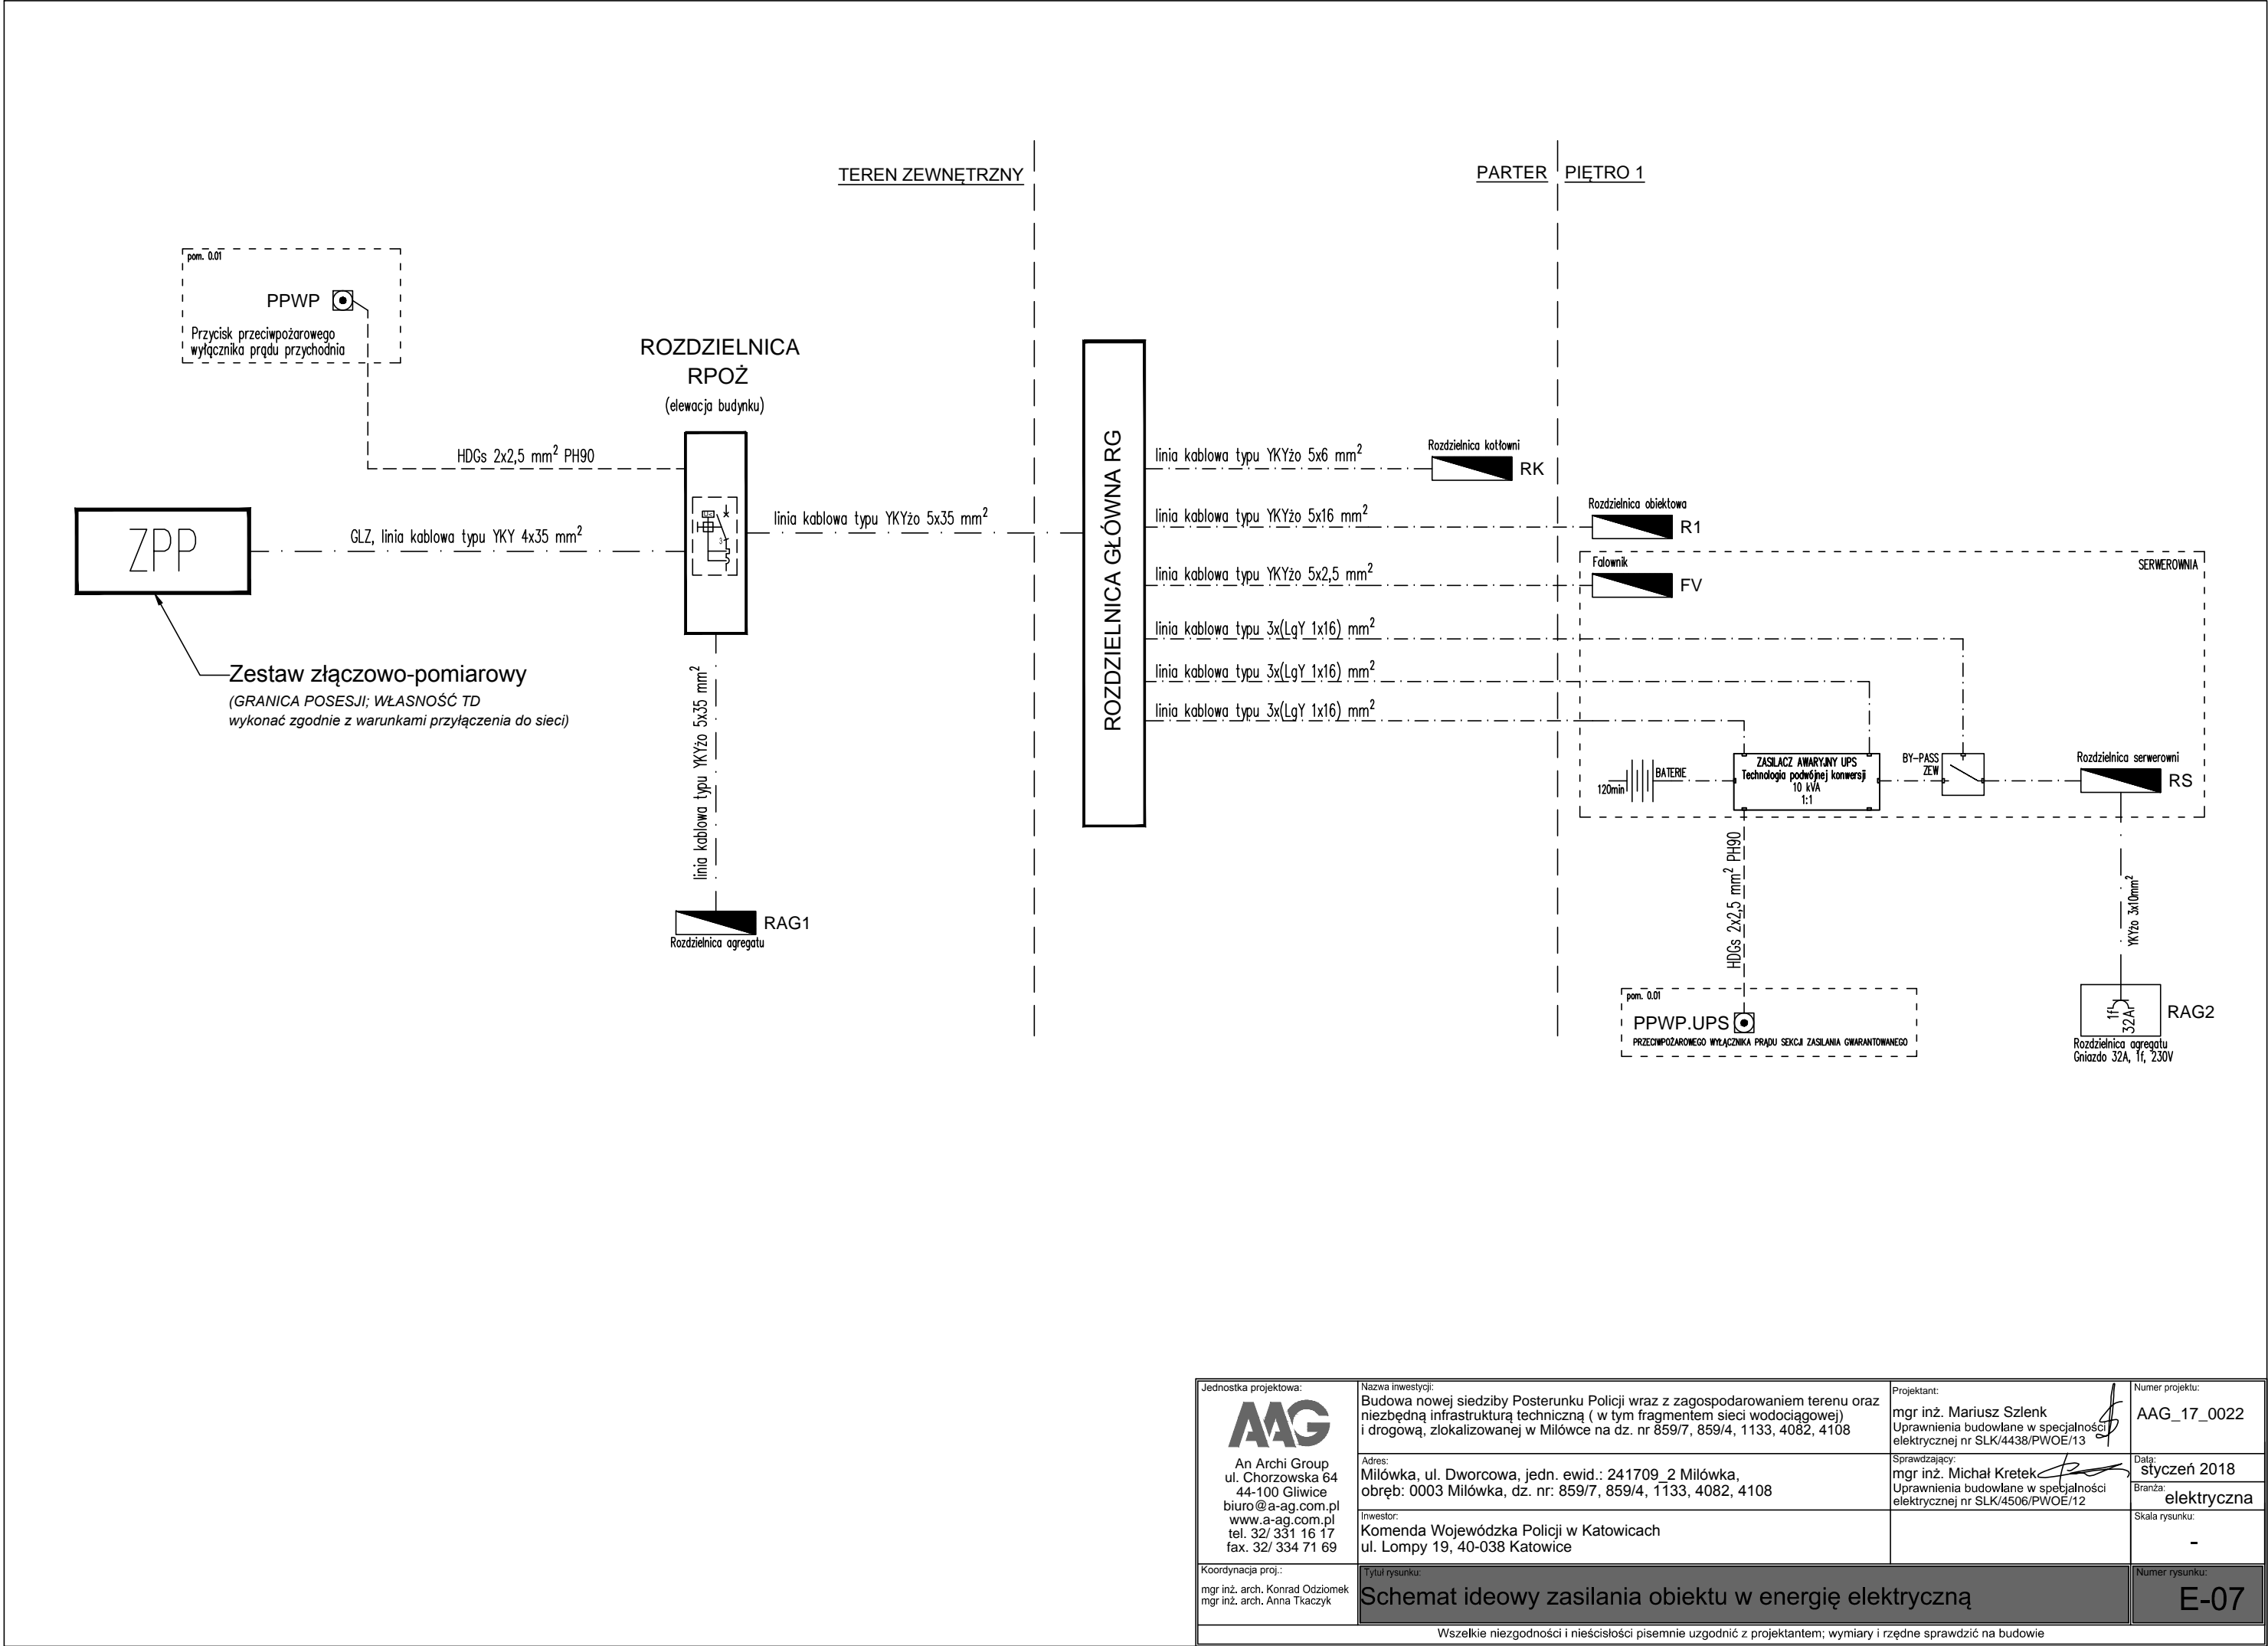 TEREN ZEWNĘTRZNY
PARTER
PIĘTRO 1
pom. 0.01
PPWP
Przycisk przeciwpożarowego
wyłącznika prądu przychodnia
ROZDZIELNICA
RPOŻ
(elewacja budynku)
HDGs 2x2,5 mm² PH90
ZPP
GLZ, linia kablowa typu YKY 4x35 mm²
linia kablowa typu YKYżo 5x35 mm²
Zestaw złączowo-pomiarowy
(GRANICA POSESJI; WŁASNOŚĆ TD
wykonać zgodnie z warunkami przyłączenia do sieci)
linia kablowa typu YKYżo 5x35 mm²
RAG1
Rozdzielnica agregatu
ROZDZIELNICA GŁÓWNA RG
linia kablowa typu YKYżo 5x6 mm²
Rozdzielnica kotłowni
RK
linia kablowa typu YKYżo 5x16 mm²
Rozdzielnica obiektowa
R1
linia kablowa typu YKYżo 5x2,5 mm²
Falownik
FV
SERWEROWNIA
linia kablowa typu 3x(LgY 1x16) mm²
linia kablowa typu 3x(LgY 1x16) mm²
linia kablowa typu 3x(LgY 1x16) mm²
120min
BATERIE
ZASILACZ AWARYJNY UPS
Technologia podwójnej konwersji
10 kVA
1:1
BY-PASS
ZEW
Rozdzielnica serwerowni
RS
HDGs 2x2,5 mm² PH90
YKYżo 3x10mm²
pom. 0.01
PPWP.UPS
PRZECIWPOŻAROWEGO WYŁĄCZNIKA PRĄDU SEKCJI ZASILANIA GWARANTOWANEGO
1f
32A
RAG2
Rozdzielnica agregatu
Gniazdo 32A, 1f, 230V
Jednostka projektowa:
AAG
An Archi Group
ul. Chorzowska 64
44-100 Gliwice
biuro@a-ag.com.pl
www.a-ag.com.pl
tel. 32/ 331 16 17
fax. 32/ 334 71 69
Koordynacja proj.:
mgr inż. arch. Konrad Odziomek
mgr inż. arch. Anna Tkaczyk
Nazwa inwestycji:
Budowa nowej siedziby Posterunku Policji wraz z zagospodarowaniem terenu oraz
niezbędną infrastrukturą techniczną ( w tym fragmentem sieci wodociągowej)
i drogową, zlokalizowanej w Milówce na dz. nr 859/7, 859/4, 1133, 4082, 4108
Adres:
Milówka, ul. Dworcowa, jedn. ewid.: 241709_2 Milówka,
obręb: 0003 Milówka, dz. nr: 859/7, 859/4, 1133, 4082, 4108
Inwestor:
Komenda Wojewódzka Policji w Katowicach
ul. Lompy 19, 40-038 Katowice
Projektant:
mgr inż. Mariusz Szlenk
Uprawnienia budowlane w specjalności
elektrycznej nr SLK/4438/PWOE/13
Sprawdzający:
mgr inż. Michał Kretek
Uprawnienia budowlane w specjalności
elektrycznej nr SLK/4506/PWOE/12
Numer projektu:
AAG_17_0022
Data:
styczeń 2018
Branża:
elektryczna
Skala rysunku:
-
Tytuł rysunku:
Schemat ideowy zasilania obiektu w energię elektryczną
Numer rysunku:
E-07
Wszelkie niezgodności i nieścisłości pisemnie uzgodnić z projektantem; wymiary i rzędne sprawdzić na budowie